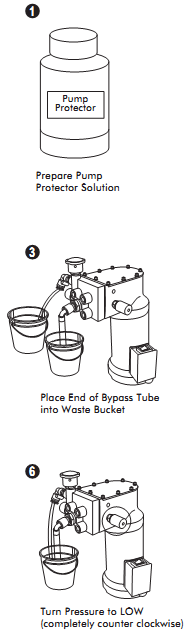 1
Pump
Protector
Prepare Pump
Protector Solution
3
Place End of Bypass Tube
into Waste Bucket
6
Turn Pressure to LOW
(completely counter clockwise)